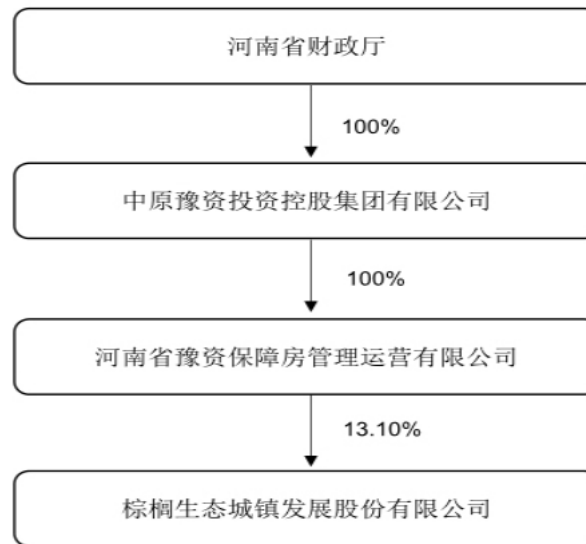 河南省财政厅
100%
中原豫资投资控股集团有限公司
100%
河南省豫资保障房管理运营有限公司
13.10%
棕榈生态城镇发展股份有限公司